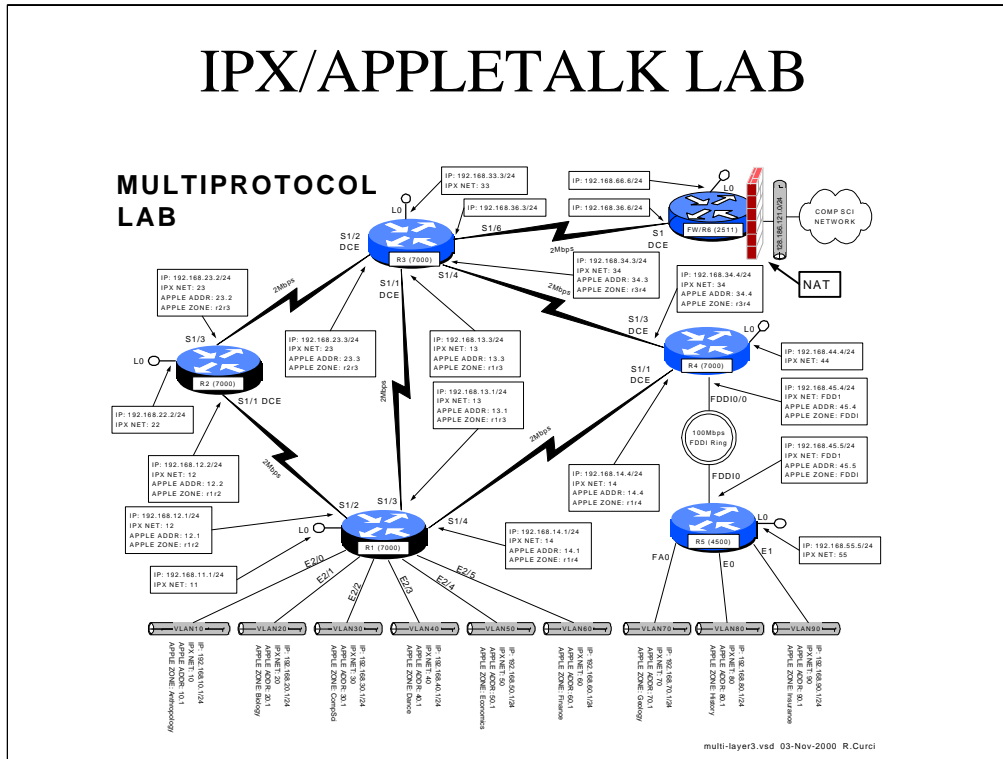 IPX/APPLETALK LAB
MULTIPROTOCOL
LAB
IP: 192.168.33.3/24
IPX NET: 33
L0
IP: 192.168.36.3/24
IP: 192.168.66.6/24
L0
IP: 192.168.36.6/24
FW/R6 (2511)
S1
DCE
128.186.121.0/24
COMP SCI
NETWORK
NAT
S1/2
DCE
R3 (7000)
S1/6
2Mbps
S1/4
S1/1
DCE
2Mbps
IP: 192.168.34.3/24
IPX NET: 34
APPLE ADDR: 34.3
APPLE ZONE: r3r4
2Mbps
IP: 192.168.34.4/24
IPX NET: 34
APPLE ADDR: 34.4
APPLE ZONE: r3r4
IP: 192.168.23.2/24
IPX NET: 23
APPLE ADDR: 23.2
APPLE ZONE: r2r3
S1/3
L0
R2 (7000)
S1/1 DCE
IP: 192.168.23.3/24
IPX NET: 23
APPLE ADDR: 23.3
APPLE ZONE: r2r3
IP: 192.168.13.3/24
IPX NET: 13
APPLE ADDR: 13.3
APPLE ZONE: r1r3
IP: 192.168.13.1/24
IPX NET: 13
APPLE ADDR: 13.1
APPLE ZONE: r1r3
2Mbps
S1/3
DCE
L0
R4 (7000)
S1/1
DCE
IP: 192.168.44.4/24
IPX NET: 44
FDDI0/0
IP: 192.168.45.4/24
IPX NET: FDD1
APPLE ADDR: 45.4
APPLE ZONE: FDDI
100Mbps
FDDI Ring
IP: 192.168.22.2/24
IPX NET: 22
2Mbps
2Mbps
IP: 192.168.12.2/24
IPX NET: 12
APPLE ADDR: 12.2
APPLE ZONE: r1r2
IP: 192.168.14.4/24
IPX NET: 14
APPLE ADDR: 14.4
APPLE ZONE: r1r4
FDDI0
IP: 192.168.45.5/24
IPX NET: FDD1
APPLE ADDR: 45.5
APPLE ZONE: FDDI
IP: 192.168.12.1/24
IPX NET: 12
APPLE ADDR: 12.1
APPLE ZONE: r1r2
S1/2
S1/3
L0
S1/4
R1 (7000)
IP: 192.168.14.1/24
IPX NET: 14
APPLE ADDR: 14.1
APPLE ZONE: r1r4
L0
R5 (4500)
IP: 192.168.55.5/24
IPX NET: 55
IP: 192.168.11.1/24
IPX NET: 11
E2/0
E2/1
E2/2
E2/3
E2/4
E2/5
FA0
E0
E1
VLAN10
VLAN20
VLAN30
VLAN40
VLAN50
VLAN60
VLAN70
VLAN80
VLAN90
IP: 192.168.10.1/24
IPX NET: 10
APPLE ADDR: 10.1
APPLE ZONE: Anthropology
IP: 192.168.20.1/24
IPX NET: 20
APPLE ADDR: 20.1
APPLE ZONE: Biology
IP: 192.168.30.1/24
IPX NET: 30
APPLE ADDR: 30.1
APPLE ZONE: CompSci
IP: 192.168.40.1/24
IPX NET: 40
APPLE ADDR: 40.1
APPLE ZONE: Dance
IP: 192.168.50.1/24
IPX NET: 50
APPLE ADDR: 50.1
APPLE ZONE: Economics
IP: 192.168.60.1/24
IPX NET: 60
APPLE ADDR: 60.1
APPLE ZONE: Finance
IP: 192.168.70.1/24
IPX NET: 70
APPLE ADDR: 70.1
APPLE ZONE: Geology
IP: 192.168.80.1/24
IPX NET: 80
APPLE ADDR: 80.1
APPLE ZONE: History
IP: 192.168.90.1/24
IPX NET: 90
APPLE ADDR: 90.1
APPLE ZONE: Insurance
multi-layer3.vsd 03-Nov-2000 R.Curci